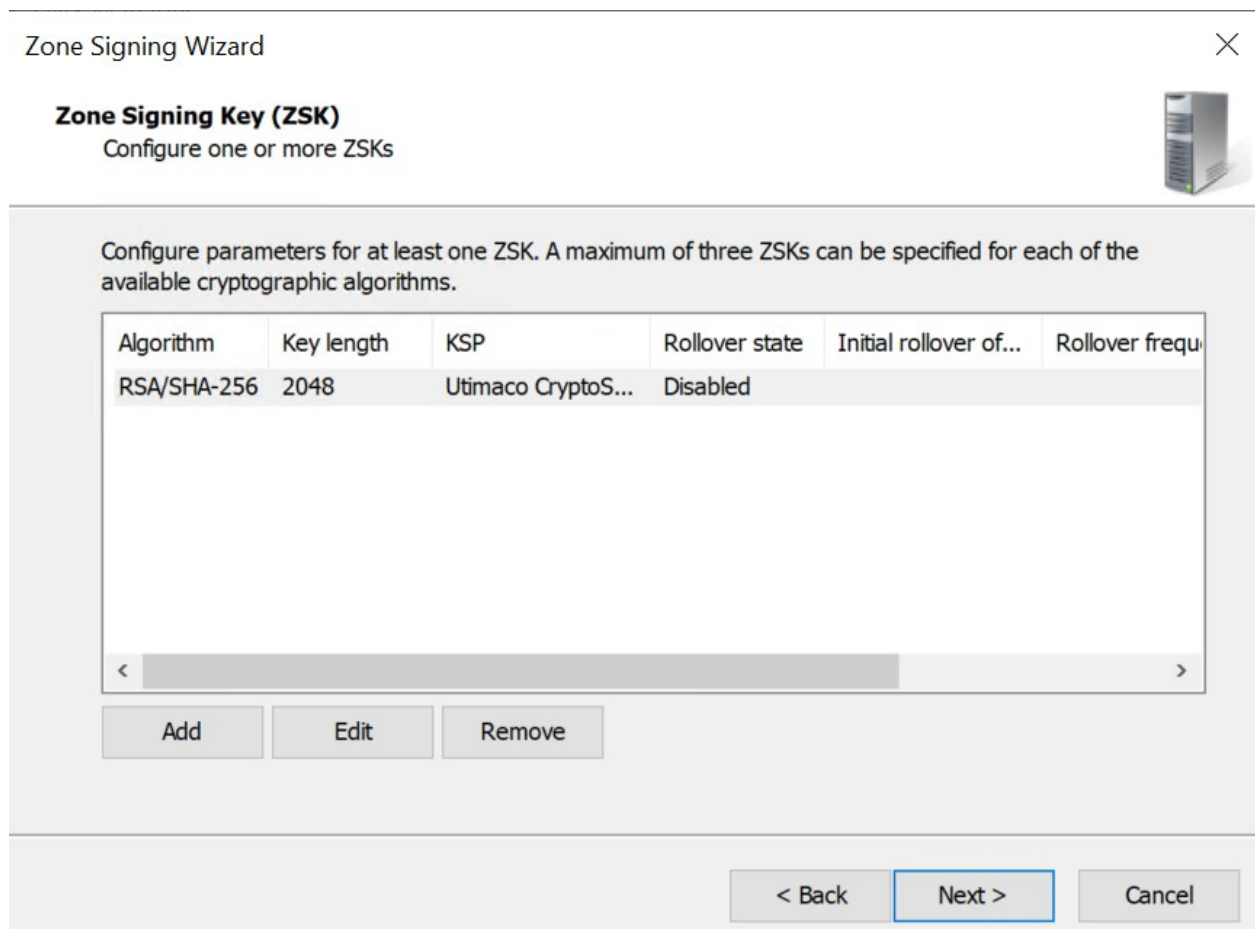 Zone Signing Wizard
Zone Signing Key (ZSK)
Configure one or more ZSKs
Configure parameters for at least one ZSK. A maximum of three ZSKs can be specified for each of the
available cryptographic algorithms.
Algorithm Key length KSP Rollover state Initial rollover of... Rollover frequ
RSA/SHA-256 2048 Utimaco CryptoS... Disabled
Add Edit Remove
< Back Next > Cancel